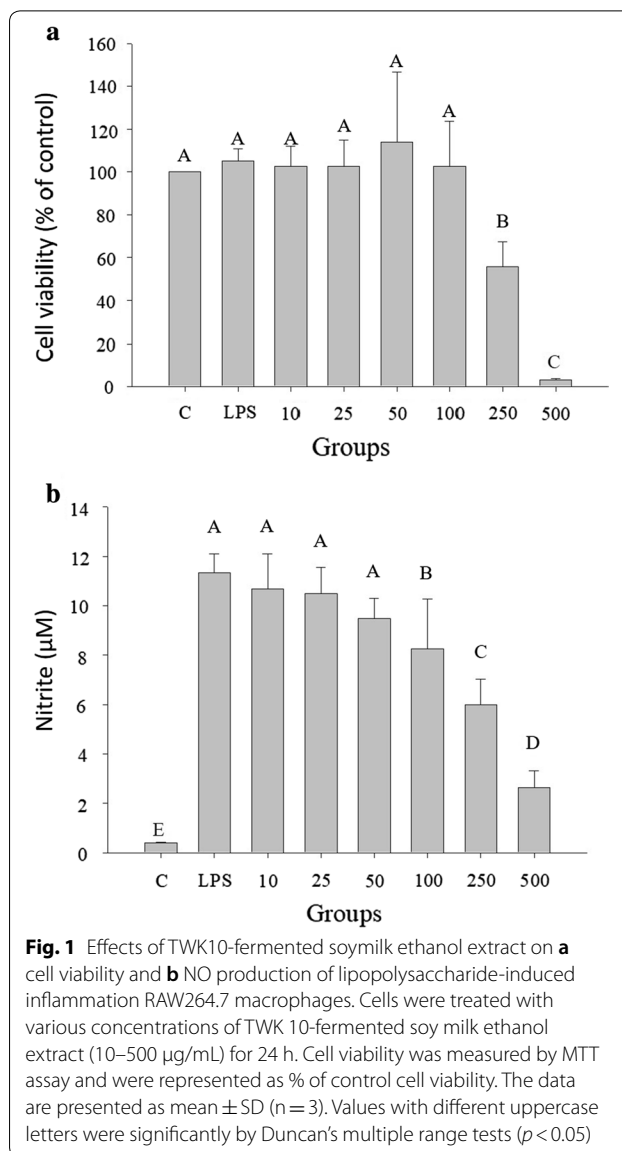 a
160
140
120
100
80
60
40
20
0
Cell viability (% of control)
A A A A A A B C
C LPS 10 25 50 100 250 500
Groups
b
14
12
10
8
6
4
2
0
Nitrite (µM)
E A A A A B C D
C LPS 10 25 50 100 250 500
Groups
Fig. 1 Effects of TWK10-fermented soymilk ethanol extract on a
cell viability and b NO production of lipopolysaccharide-induced
inflammation RAW264.7 macrophages. Cells were treated with
various concentrations of TWK 10-fermented soy milk ethanol
extract (10–500 µg/mL) for 24 h. Cell viability was measured by MTT
assay and were represented as % of control cell viability. The data
are presented as mean ± SD (n = 3). Values with different uppercase
letters were significantly by Duncan's multiple range tests (p < 0.05)